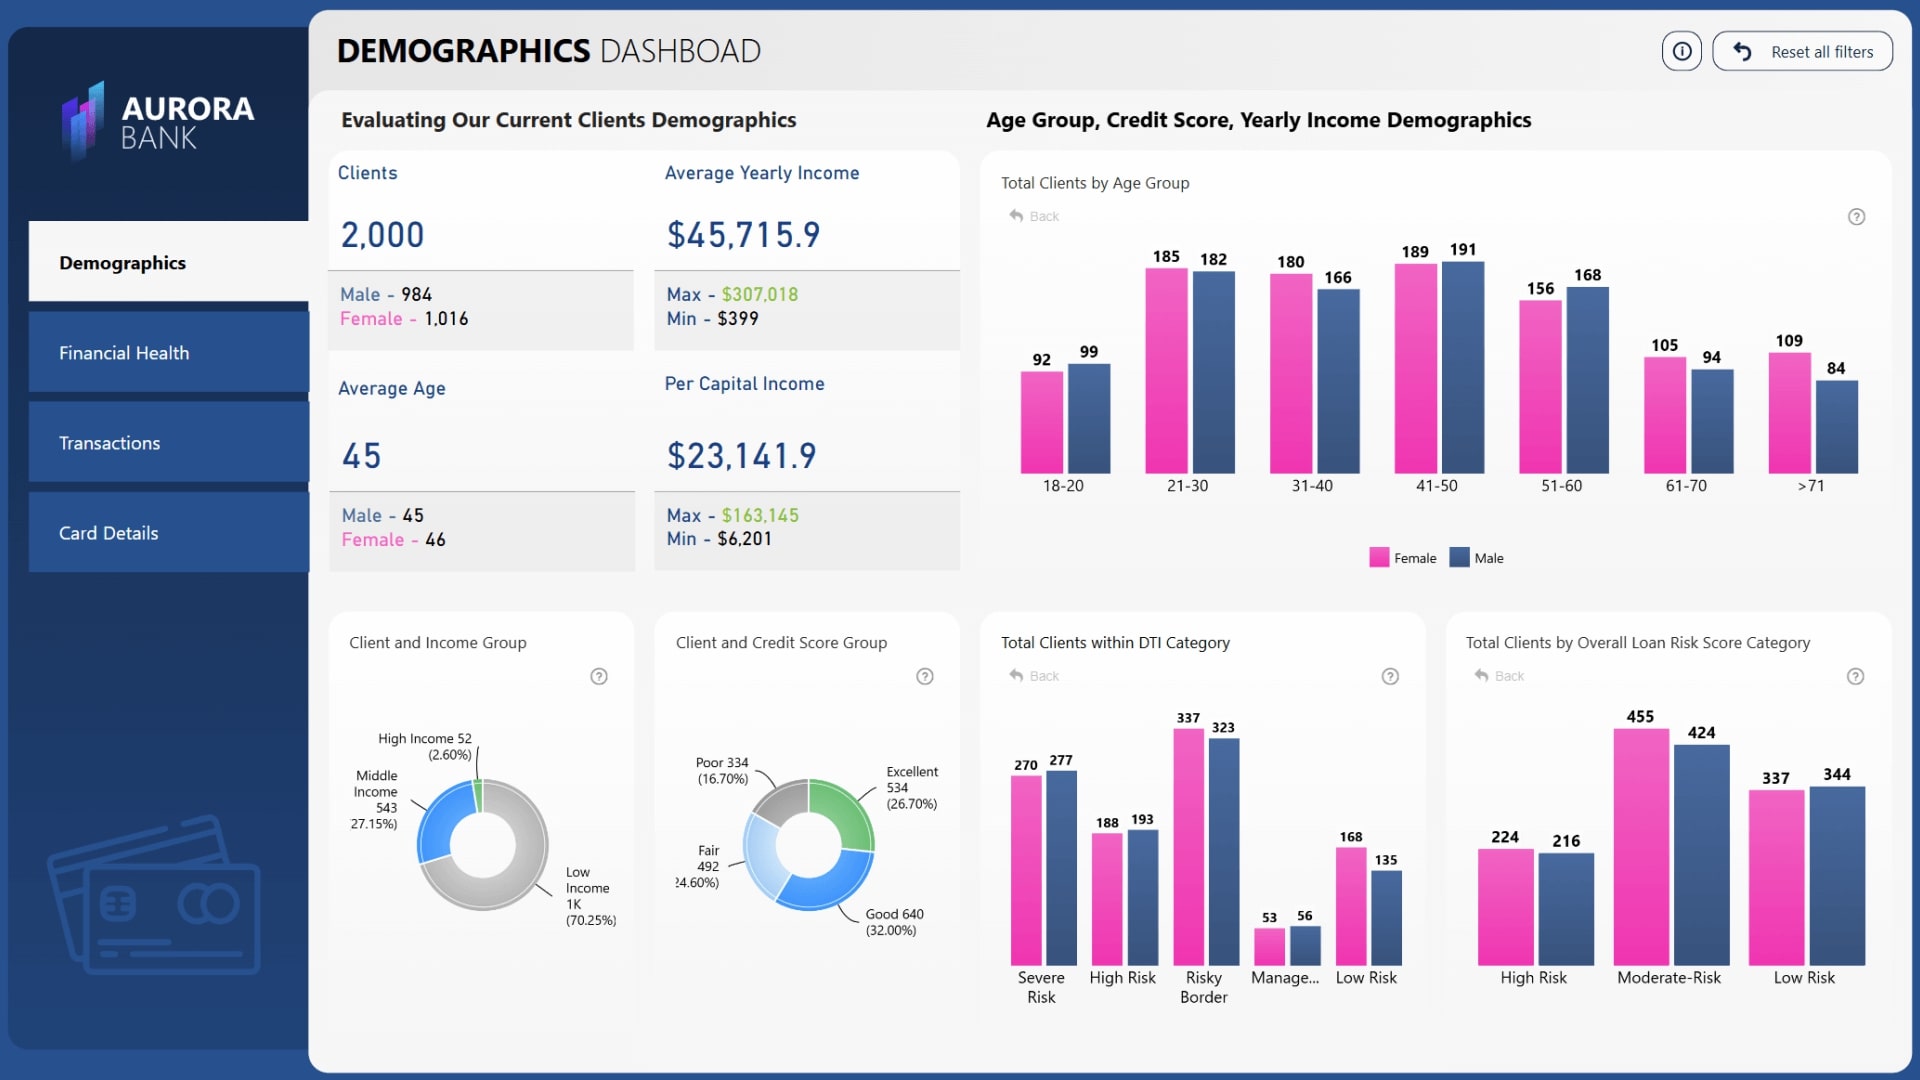 AURORA
BANK
Demographics
Financial Health
Transactions
Card Details
DEMOGRAPHICS DASHBOAD
Reset all filters
Evaluating Our Current Clients Demographics
Clients
2,000
Male - 984
Female - 1,016
Average Yearly Income
$45,715.9
Max - $307,018
Min - $399
Average Age
45
Male - 45
Female - 46
Per Capital Income
$23,141.9
Max - $163,145
Min - $6,201
Age Group, Credit Score, Yearly Income Demographics
Total Clients by Age Group
Back
?
92 99
185 182
180 166
189 191
156 168
105 94
109 84
18-20 21-30 31-40 41-50 51-60 61-70 >71
Female Male
Client and Income Group
?
High Income 52
(2.60%)
Middle
Income
543
27.15%)
Low
Income
1K
(70.25%)
Client and Credit Score Group
?
Poor 334
(16.70%)
Excellent
534
(26.70%)
Fair
492
24.60%)
Good 640
(32.00%)
Total Clients within DTI Category
Back
?
270 277
188 193
337 323
53 56
168 135
Severe
Risk
High Risk
Risky
Border
Manage...
Low Risk
Total Clients by Overall Loan Risk Score Category
Back
?
224 216
455 424
337 344
High Risk Moderate-Risk Low Risk